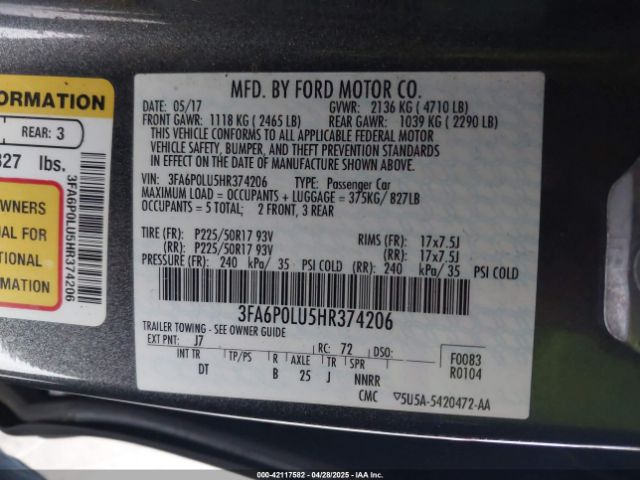 FORMATION
REAR: 3
827 lbs.
OWNERS
UAL FOR
TIONAL
MATION
3FA6P0LU5HR374206
MFD. BY FORD MOTOR CO.
DATE: 05/17 GVWR: 2136 KG ( 4710 LB)
FRONT GAWR: 1118 KG ( 2465 LB) REAR GAWR: 1039 KG ( 2290 LB)
THIS VEHICLE CONFORMS TO ALL APPLICABLE FEDERAL MOTOR
VEHICLE SAFETY, BUMPER, AND THEFT PREVENTION STANDARDS
IN EFFECT ON THE DATE OF MANUFACTURE SHOWN ABOVE.
VIN: 3FA6P0LU5HR374206 TYPE: Passenger Car
MAXIMUM LOAD = OCCUPANTS + LUGGAGE = 375KG/ 827LB
OCCUPANTS = 5 TOTAL; 2 FRONT, 3 REAR
TIRE (FR): P225/50R17 93V RIMS (FR): 17x7.5J
(RR): P225/50R17 93V (RR): 17x7.5J
PRESSURE (FR): 240 kPa/ 35 PSI COLD (RR): 240 kPa/ 35 PSI COLD
3FA6P0LU5HR374206
TRAILER TOWING - SEE OWNER GUIDE
EXT PNT: J7 RC: 72 DSO: F0083
INT TR TP/PS R AXLE TR SPR R0104
DT B 25 J NNRR
CMC ▽5U5A-5420472-AA
000-42117582 | 04/28/2025 - IAA Inc.